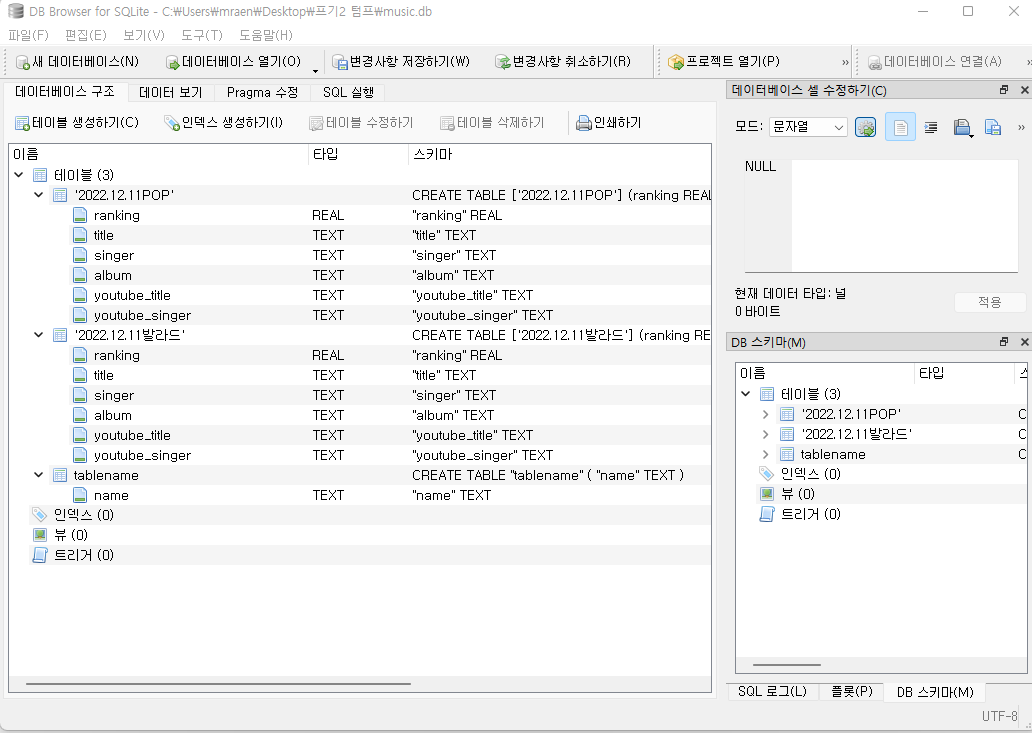 DB Browser for SQLite - C:₩Users₩mraen₩Desktop₩프기2 텀프₩music.db
파일(F) 편집(E) 보기(V) 도구(T) 도움말(H)
새 데이터베이스(N) 데이터베이스 열기(O) 변경사항 저장하기(W) 변경사항 취소하기(R) 프로젝트 열기(P) » 데이터베이스 연결(A) »
데이터베이스 구조 데이터 보기 Pragma 수정 SQL 실행
테이블 생성하기(C) 인덱스 생성하기(I) 테이블 수정하기 테이블 삭제하기 인쇄하기
이름 타입 스키마
테이블 (3)
'2022.12.11POP' CREATE TABLE ['2022.12.11POP'] (ranking REAL
ranking REAL "ranking" REAL
title TEXT "title" TEXT
singer TEXT "singer" TEXT
album TEXT "album" TEXT
youtube_title TEXT "youtube_title" TEXT
youtube_singer TEXT "youtube_singer" TEXT
'2022.12.11발라드' CREATE TABLE ['2022.12.11발라드'] (ranking RE
ranking REAL "ranking" REAL
title TEXT "title" TEXT
singer TEXT "singer" TEXT
album TEXT "album" TEXT
youtube_title TEXT "youtube_title" TEXT
youtube_singer TEXT "youtube_singer" TEXT
tablename CREATE TABLE "tablename" ( "name" TEXT )
name TEXT "name" TEXT
인덱스 (0)
뷰 (0)
트리거 (0)
데이터베이스 셀 수정하기(C)
모드: 문자열 »
NULL
현재 데이터 타입: 널
0 바이트
적용
DB 스키마(M)
이름 타입 스
테이블 (3)
'2022.12.11POP' C
'2022.12.11발라드' C
tablename C
인덱스 (0)
뷰 (0)
트리거 (0)
SQL 로그(L) 플롯(P) DB 스키마(M)
UTF-8